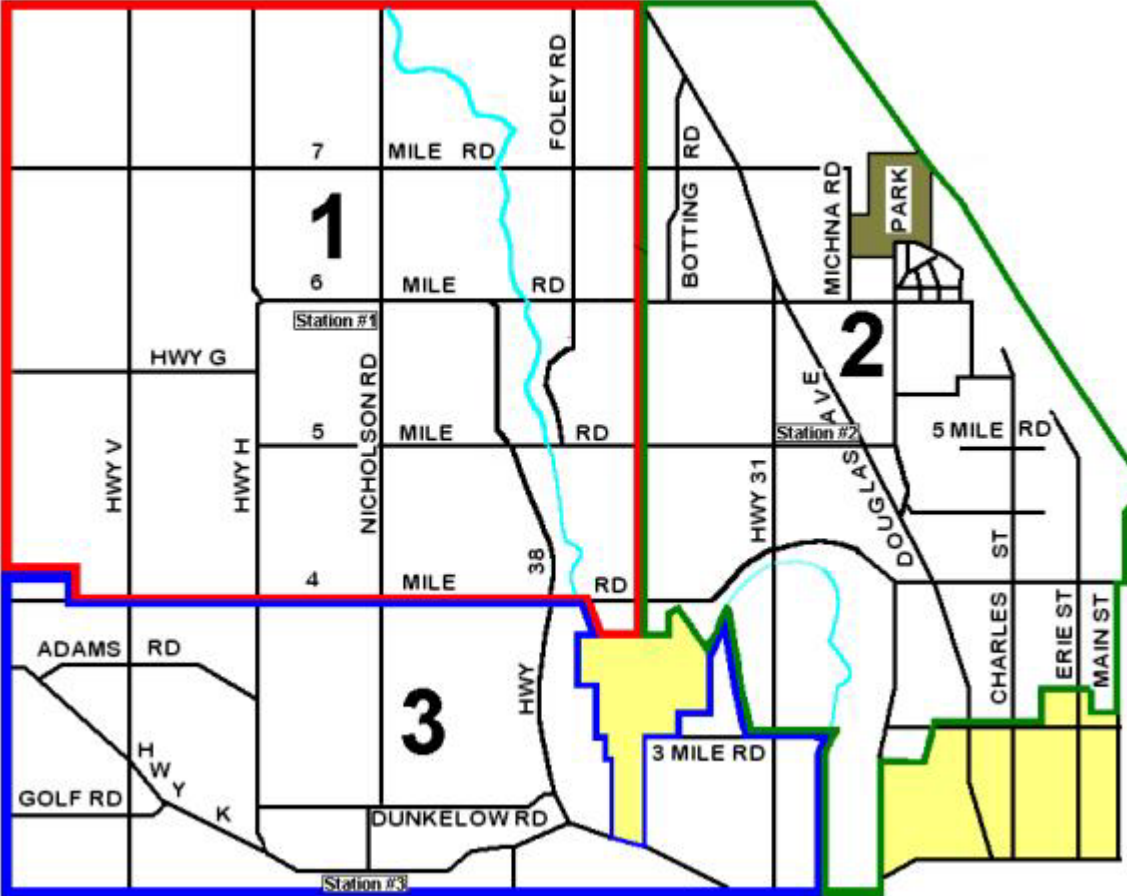 FOLEY RD
7 MILE RD
BOTTING RD
MICHNA RD
PARK
1
6 MILE RD
Station #1
2
HWY G
NICHOLSON RD
DOUGLAS AVE
5 MILE RD
Station #2
5 MILE RD
HWY V
HWY H
HWY 31
4 MILE RD
HWY 38
CHARLES ST
ERIE ST
MAIN ST
ADAMS RD
3
3 MILE RD
HWY K
GOLF RD
DUNKELOW RD
Station #3